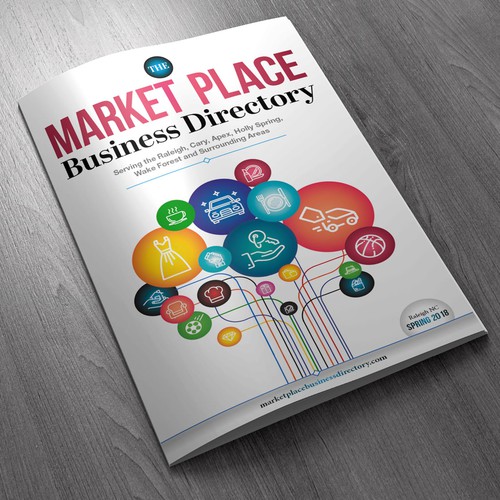 THE
MARKET PLACE
Business Directory
Serving the Raleigh, Cary, Apex, Holly Spring,
Wake Forest and Surrounding Areas
Raleigh NC
SPRING 2018
marketplacebusinessdirectory.com